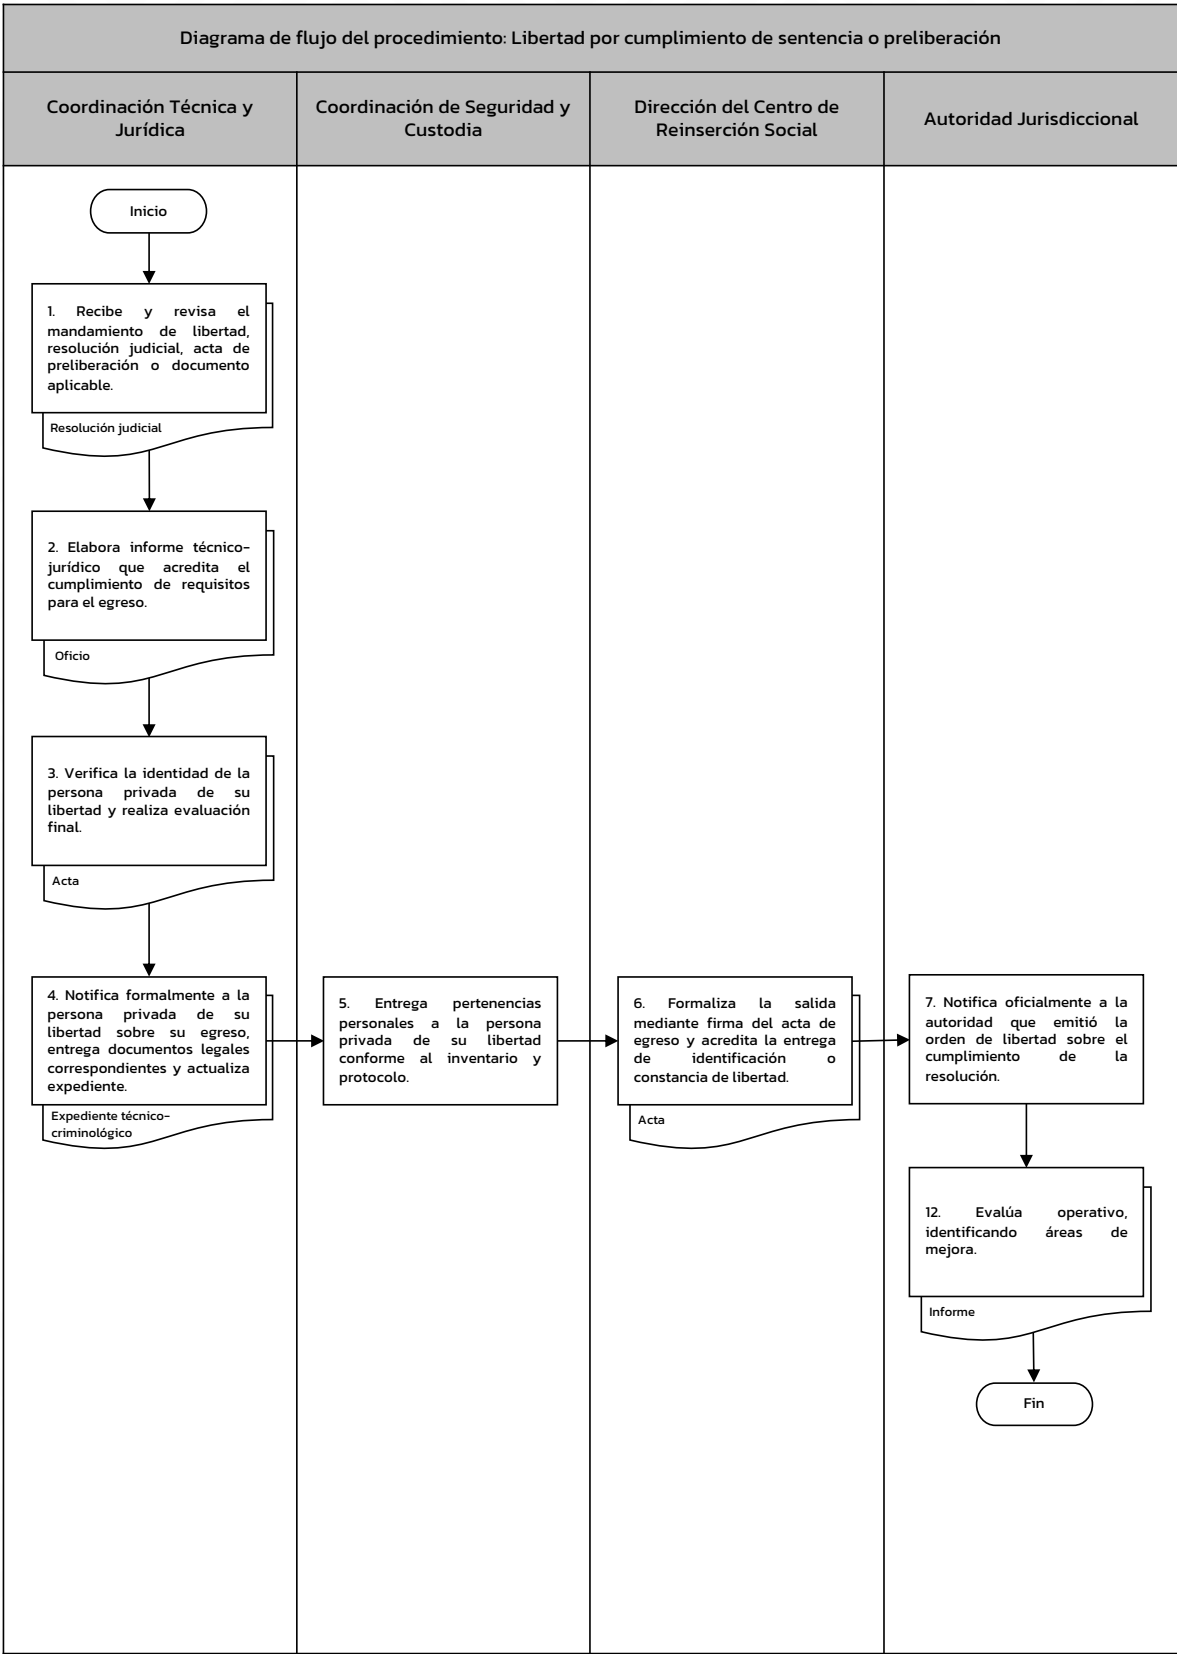 Diagrama de flujo del procedimiento: Libertad por cumplimiento de sentencia o preliberación
Coordinación Técnica y
Jurídica
Coordinación de Seguridad y
Custodia
Dirección del Centro de
Reinserción Social
Autoridad Jurisdiccional
Inicio
1. Recibe y revisa el
mandamiento de libertad,
resolución judicial, acta de
preliberación o documento
aplicable.
Resolución judicial
2. Elabora informe técnico-
jurídico que acredita el
cumplimiento de requisitos
para el egreso.
Oficio
3. Verifica la identidad de la
persona privada de su
libertad y realiza evaluación
final.
Acta
4. Notifica formalmente a la
persona privada de su
libertad sobre su egreso,
entrega documentos legales
correspondientes y actualiza
expediente.
Expediente técnico-
criminológico
5. Entrega pertenencias
personales a la persona
privada de su libertad
conforme al inventario y
protocolo.
6. Formaliza la salida
mediante firma del acta de
egreso y acredita la entrega
de identificación o
constancia de libertad.
Acta
7. Notifica oficialmente a la
autoridad que emitió la
orden de libertad sobre el
cumplimiento de la
resolución.
12. Evalúa operativo,
identificando áreas de
mejora.
Informe
Fin